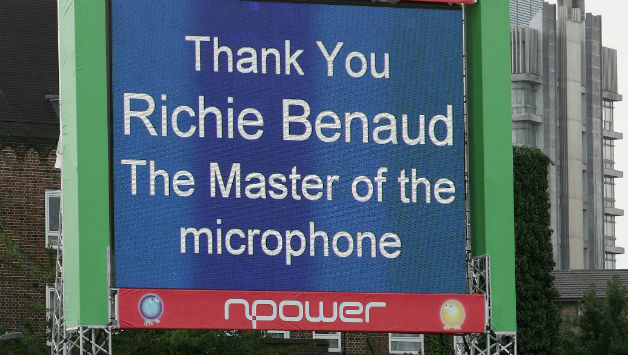 Thank You
Richie Benaud
The Master of the
microphone
npower